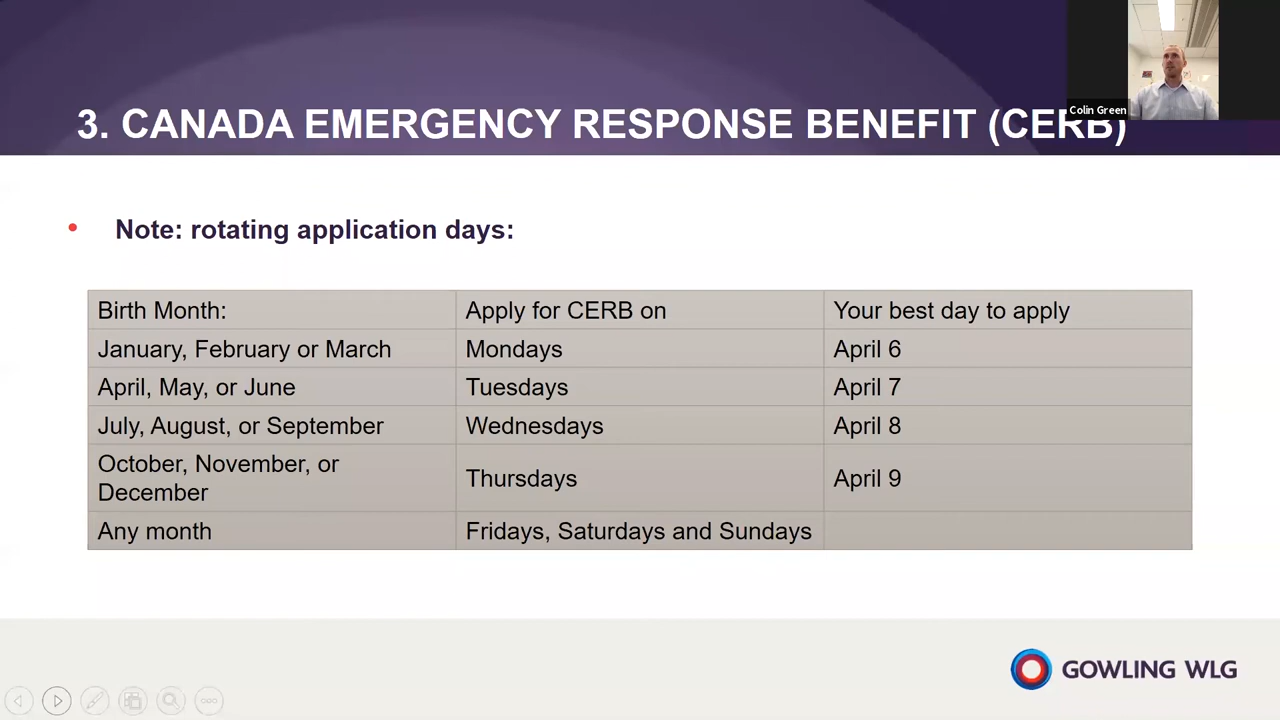 Colin Green
3. CANADA EMERGENCY RESPONSE BENEFIT (CERB)
• Note: rotating application days:
Birth Month: Apply for CERB on Your best day to apply
January, February or March Mondays April 6
April, May, or June Tuesdays April 7
July, August, or September Wednesdays April 8
October, November, or
December Thursdays April 9
Any month Fridays, Saturdays and Sundays
GOWLING WLG